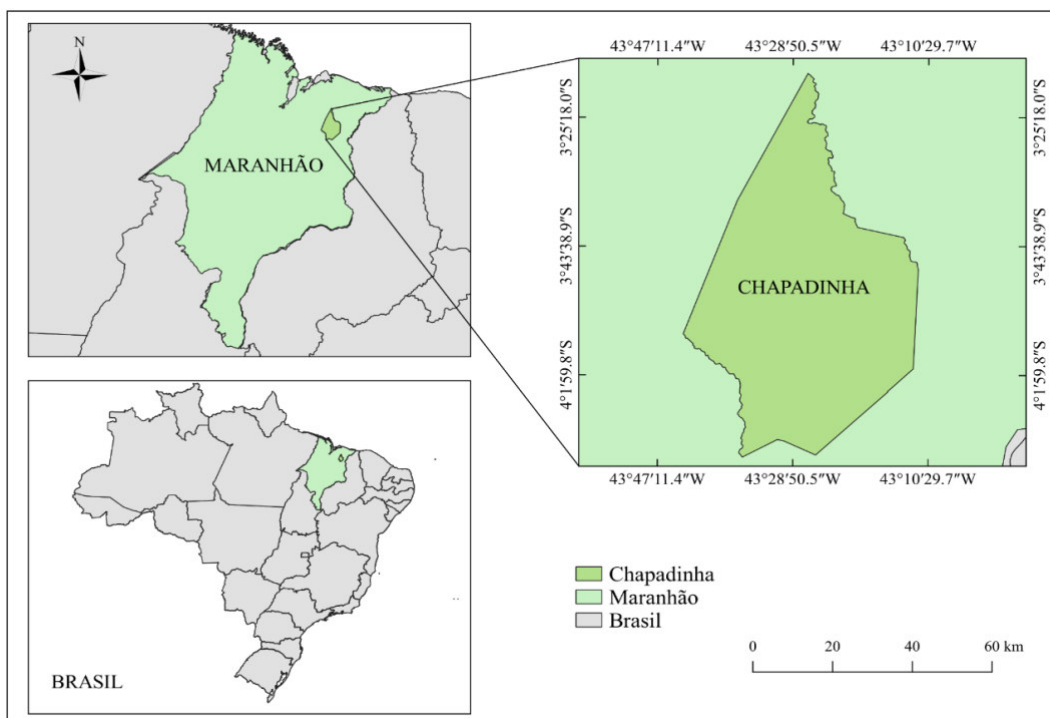 N
MARANHÃO
BRASIL
43°47'11.4"W 43°28'50.5"W 43°10'29.7"W
3°25'18.0"S
3°43'38.9"S
4°1'59.8"S
CHAPADINHA
3°25'18.0"S
3°43'38.9"S
4°1'59.8"S
43°47'11.4"W 43°28'50.5"W 43°10'29.7"W
Chapadinha
Maranhão
Brasil
0 20 40 60 km